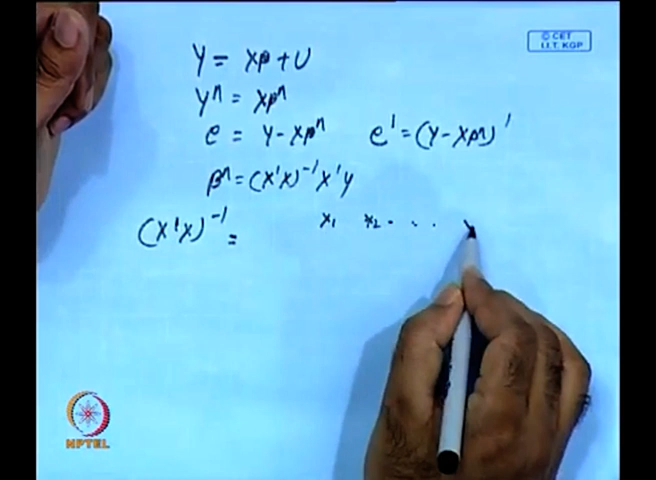 © CET
I.I.T. KGP
Y = Xβ + U
Y^ = Xβ^
e = Y - Xβ^ e' = (Y - Xβ^)'
β^ = (X'X)⁻¹ X'Y
(X'X)⁻¹ = X₁ X₂ - . . .
NPTEL